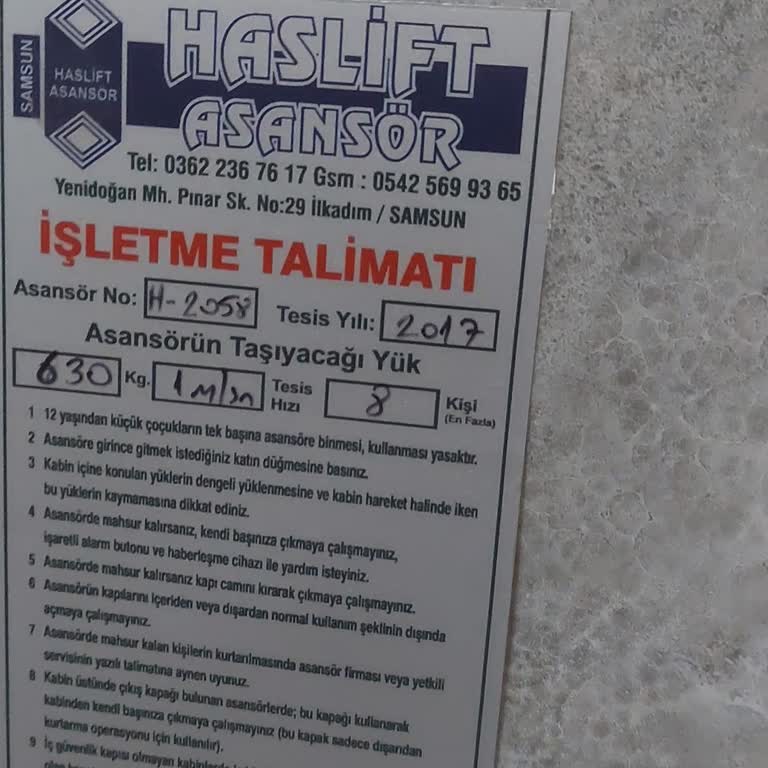 SAMSUN
HASLİFT
ASANSÖR
HASLİFT
ASANSÖR
Tel: 0362 236 76 17 Gsm : 0542 569 93 65
Yenidoğan Mh. Pınar Sk. No:29 İlkadım / SAMSUN
İŞLETME TALİMATI
Asansör No: H-2058 Tesis Yılı: 2017
Asansörün Taşıyacağı Yük
630 Kg. 1 m/sn Tesis Hızı 8 Kişi (En Fazla)
1 12 yaşından küçük çoçukların tek başına asansöre binmesi, kullanması yasaktır.
2 Asansöre girince gitmek istediğiniz katın düğmesine basınız.
3 Kabin içine konulan yüklerin dengeli yüklenmesine ve kabin hareket halinde iken
bu yüklerin kaymamasına dikkat ediniz.
4 Asansörde mahsur kalırsanız, kendi başınıza çıkmaya çalışmayınız,
işaretli alarm butonu ve haberleşme cihazı ile yardım isteyiniz.
5 Asansörde mahsur kalırsanız kapı camını kırarak çıkmaya çalışmayınız.
6 Asansörün kapılarını içeriden veya dışardan normal kullanım şeklinin dışında
açmaya çalışmayınız.
7 Asansörde mahsur kalan kişilerin kurtarılmasında asansör firması veya yetkili
servisinin yazılı talimatına aynen uyunuz.
8 Kabin üstünde çıkış kapağı bulunan asansörlerde; bu kapağı kullanarak
kabinden kendi başınıza çıkmaya çalışmayınız (bu kapak sadece dışarıdan
kurtarma operasyonu için kullanılır).
9 İç güvenlik kapısı olmayan kabinlerde